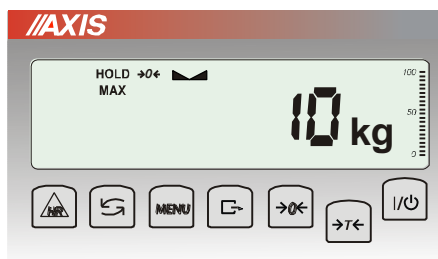 AXIS
HOLD →0← 
MAX
10 kg
100
50
0
HR
MENU
→0←
→T←
I/⏻